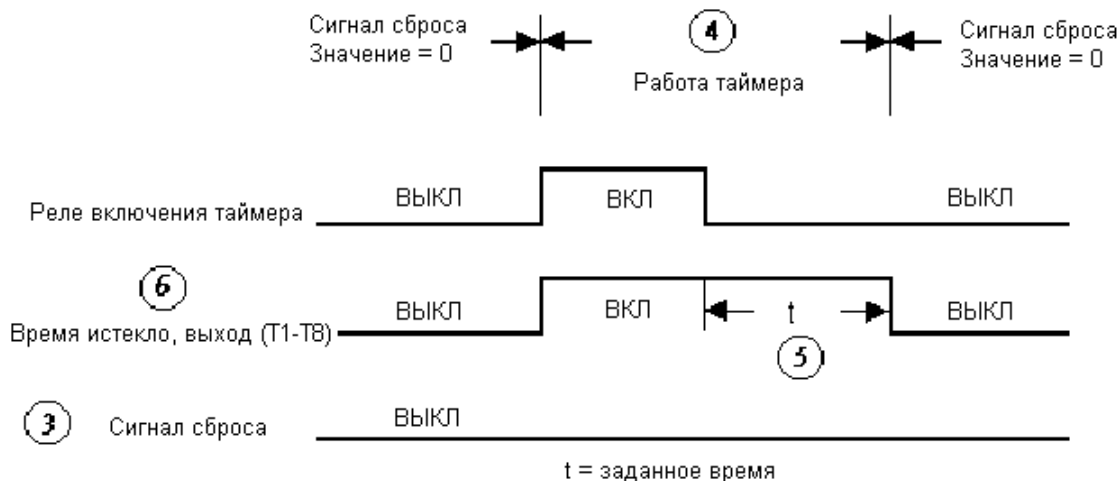 Сигнал сброса
Значение = 0
4
Работа таймера
Сигнал сброса
Значение = 0
Реле включения таймера
ВЫКЛ
ВКЛ
ВЫКЛ
6
Время истекло, выход (T1-T8)
ВЫКЛ
ВКЛ
t
ВЫКЛ
5
3
Сигнал сброса
ВЫКЛ
t = заданное время